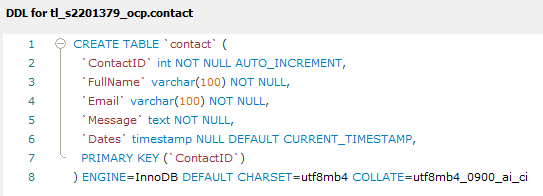 DDL for tl_s2201379_ocp.contact
1 CREATE TABLE `contact` (
2 `ContactID` int NOT NULL AUTO_INCREMENT,
3 `FullName` varchar(100) NOT NULL,
4 `Email` varchar(100) NOT NULL,
5 `Message` text NOT NULL,
6 `Dates` timestamp NULL DEFAULT CURRENT_TIMESTAMP,
7 PRIMARY KEY (`ContactID`)
8 ) ENGINE=InnoDB DEFAULT CHARSET=utf8mb4 COLLATE=utf8mb4_0900_ai_ci